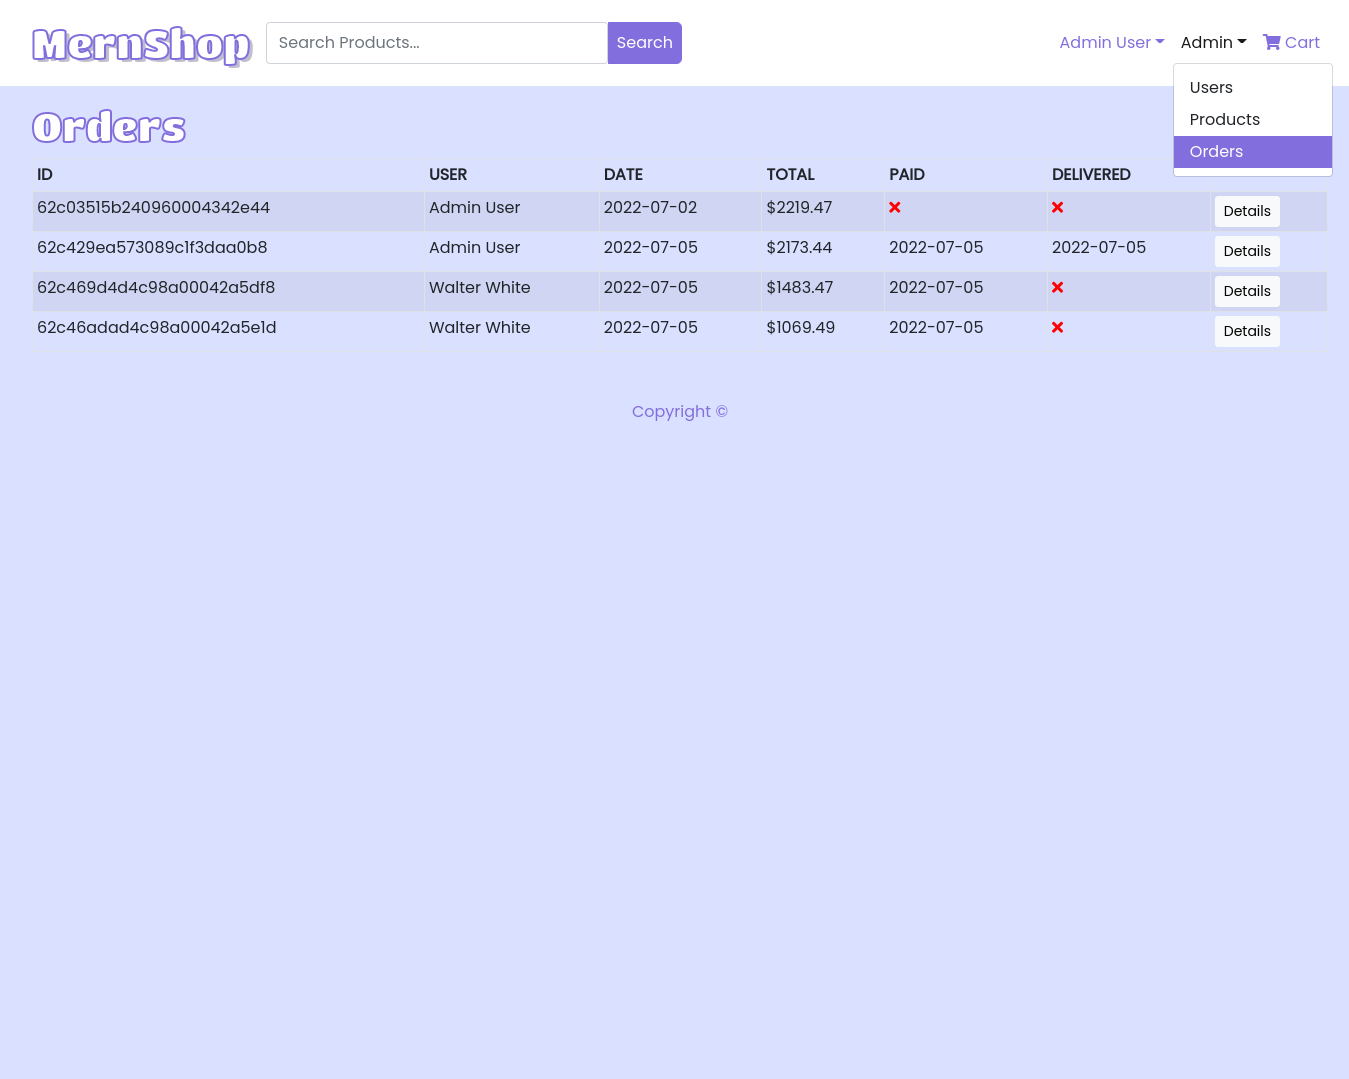 MernShop Search Products... Search Admin User Admin Cart
Users
Products
Orders
Orders
ID USER DATE TOTAL PAID DELIVERED
62c03515b240960004342e44 Admin User 2022-07-02 $2219.47 Details
62c429ea573089c1f3daa0b8 Admin User 2022-07-05 $2173.44 2022-07-05 2022-07-05 Details
62c469d4d4c98a00042a5df8 Walter White 2022-07-05 $1483.47 2022-07-05 Details
62c46adad4c98a00042a5e1d Walter White 2022-07-05 $1069.49 2022-07-05 Details
Copyright ©